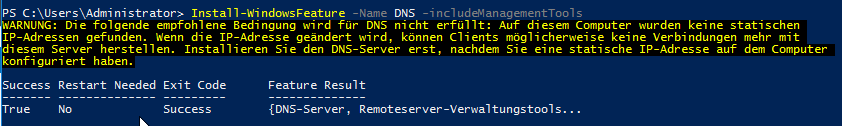 PS C:\Users\Administrator> Install-WindowsFeature -Name DNS -includeManagementTools
WARNUNG: Die folgende empfohlene Bedingung wird für DNS nicht erfüllt: Auf diesem Computer wurden keine statischen
IP-Adressen gefunden. Wenn die IP-Adresse geändert wird, können Clients möglicherweise keine Verbindungen mehr mit
diesem Server herstellen. Installieren Sie den DNS-Server erst, nachdem Sie eine statische IP-Adresse auf dem Computer
konfiguriert haben.
Success Restart Needed Exit Code      Feature Result
------- -------------- ---------      --------------
True    No             Success        {DNS-Server, Remoteserver-Verwaltungstools...